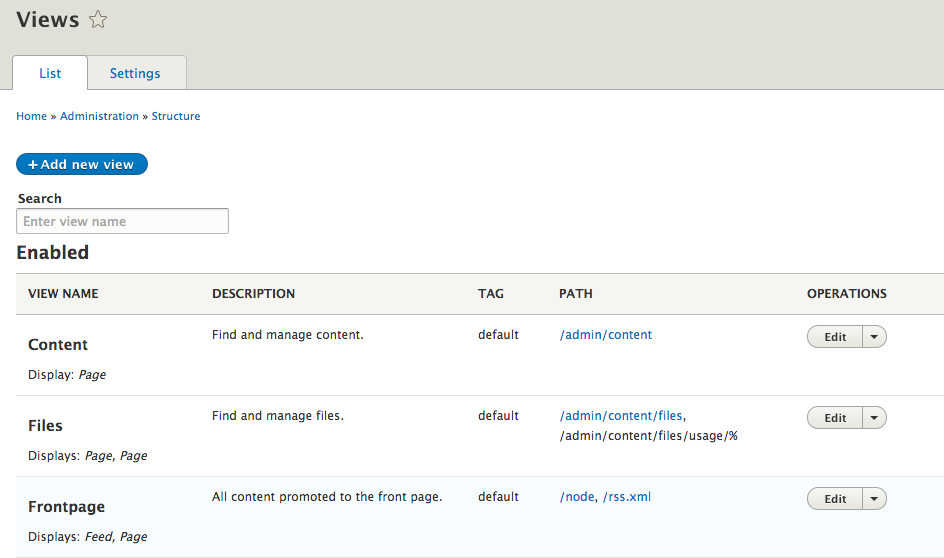 Views
List Settings
Home » Administration » Structure
+ Add new view
Search
Enter view name
Enabled
VIEW NAME DESCRIPTION TAG PATH OPERATIONS
Content Find and manage content. default /admin/content Edit
Display: Page
Files Find and manage files. default /admin/content/files, Edit
/admin/content/files/usage/%
Displays: Page, Page
Frontpage All content promoted to the front page. default /node, /rss.xml Edit
Displays: Feed, Page